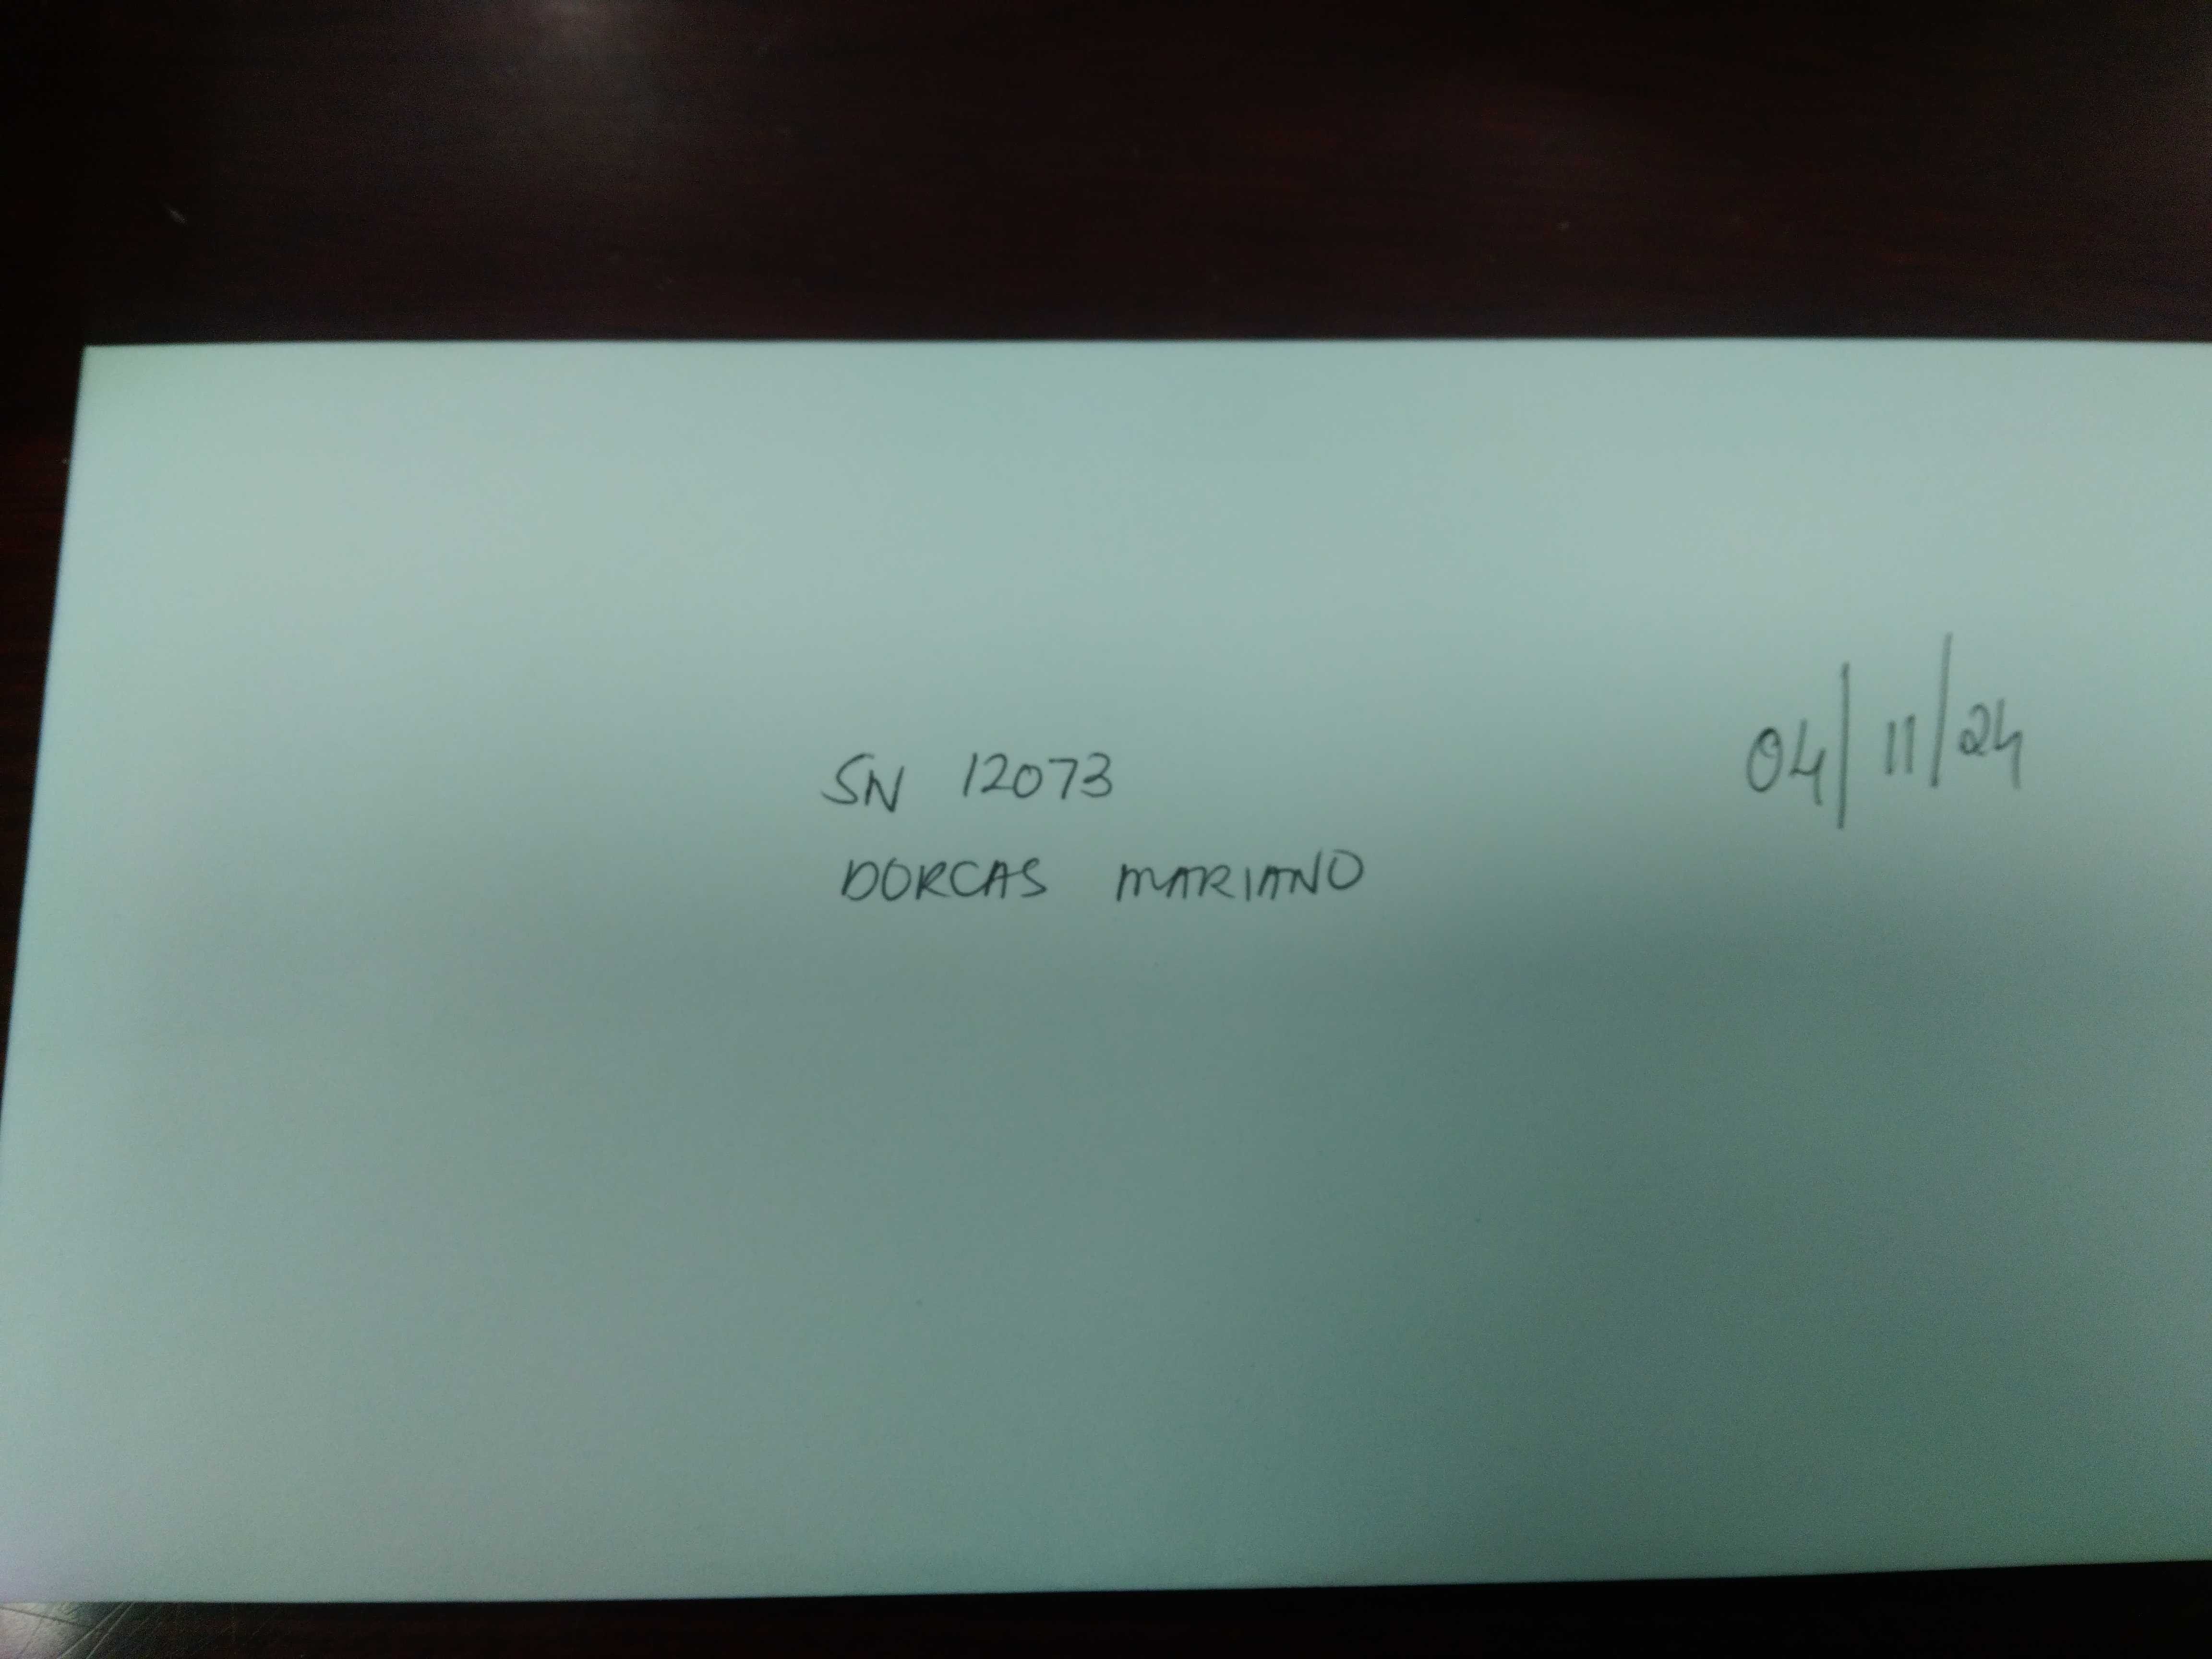 04/11/24
SN 12073
DORCAS MARIANO